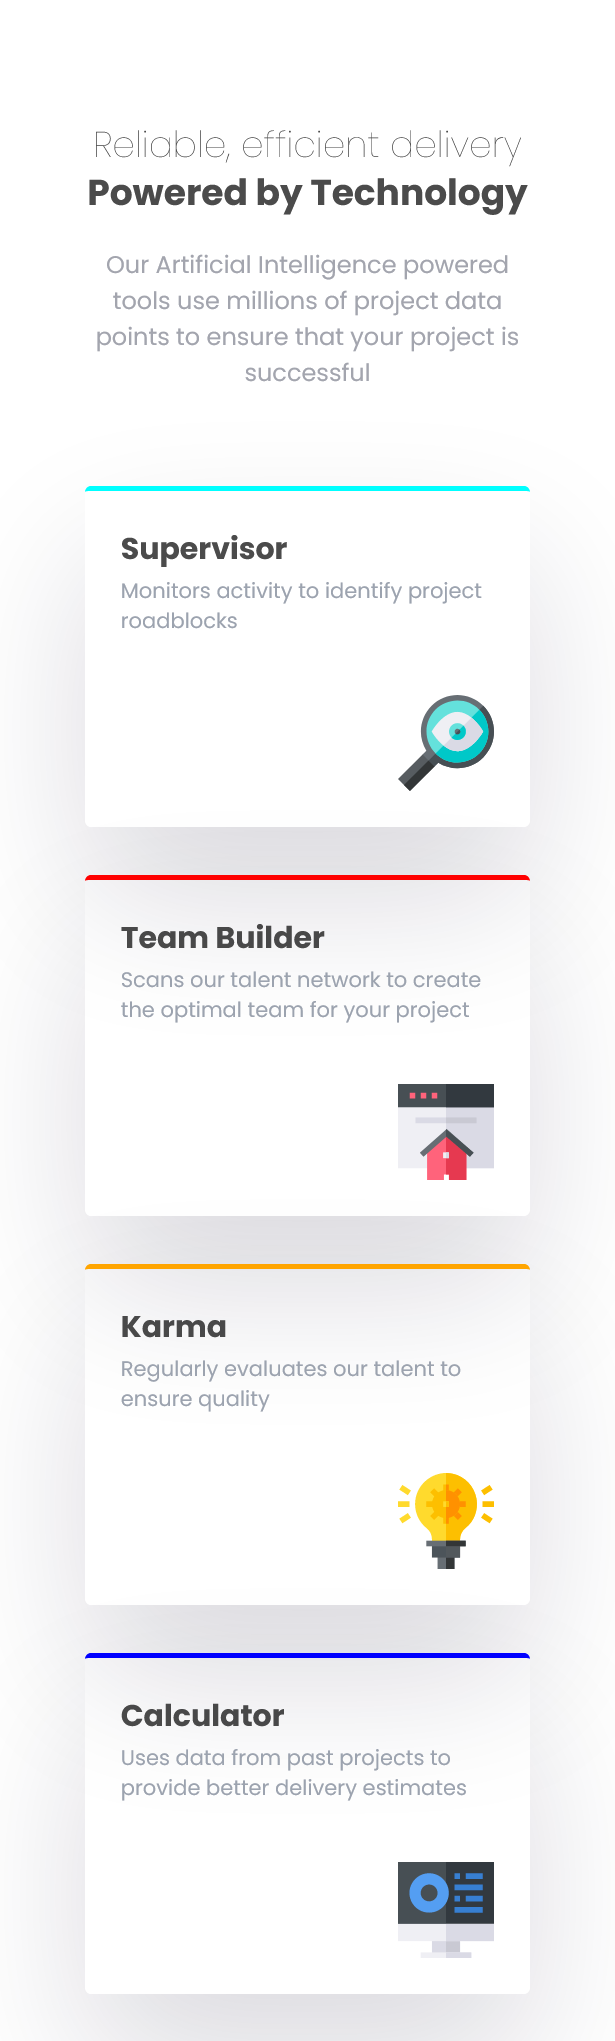 Reliable, efficient delivery
Powered by Technology
Our Artificial Intelligence powered
tools use millions of project data
points to ensure that your project is
successful
Supervisor
Monitors activity to identify project
roadblocks
Team Builder
Scans our talent network to create
the optimal team for your project
Karma
Regularly evaluates our talent to
ensure quality
Calculator
Uses data from past projects to
provide better delivery estimates